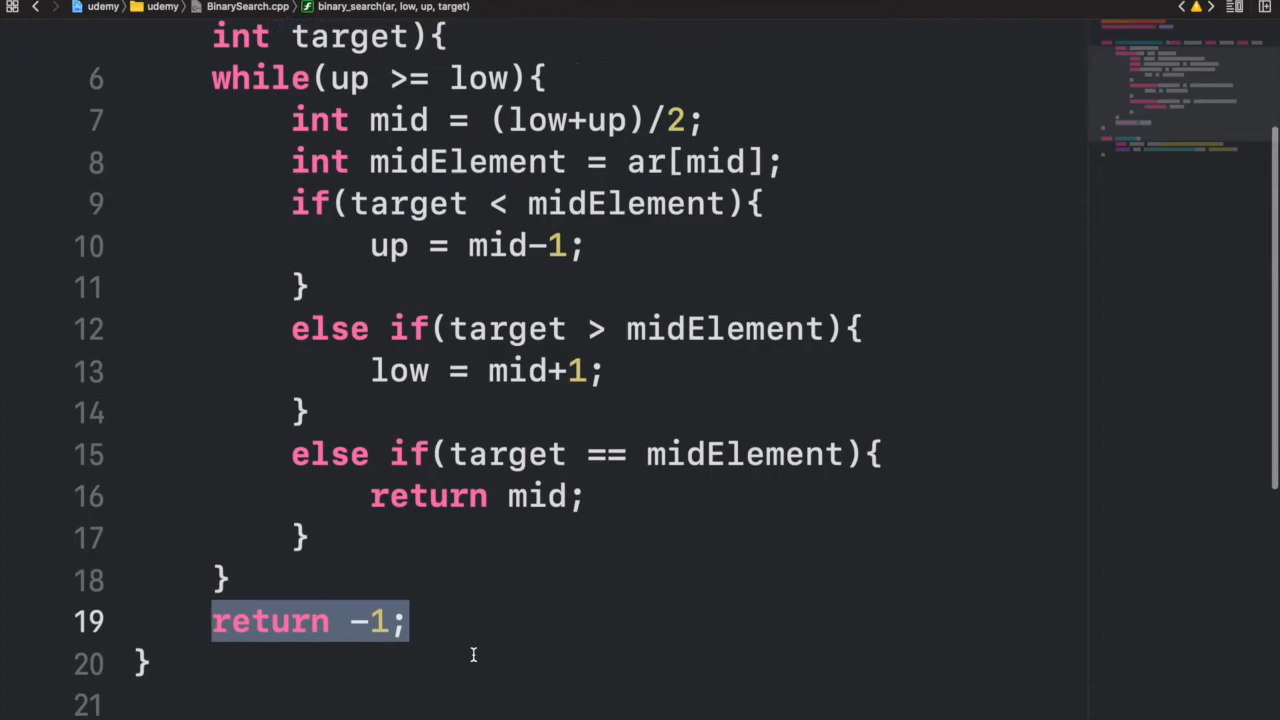 udemy udemy BinarySearch.cpp f binary_search(ar, low, up, target)
int target){
6 while(up >= low){
7 int mid = (low+up)/2;
8 int midElement = ar[mid];
9 if(target < midElement){
10 up = mid-1;
11 }
12 else if(target > midElement){
13 low = mid+1;
14 }
15 else if(target == midElement){
16 return mid;
17 }
18 }
19 return -1;
20 }
21